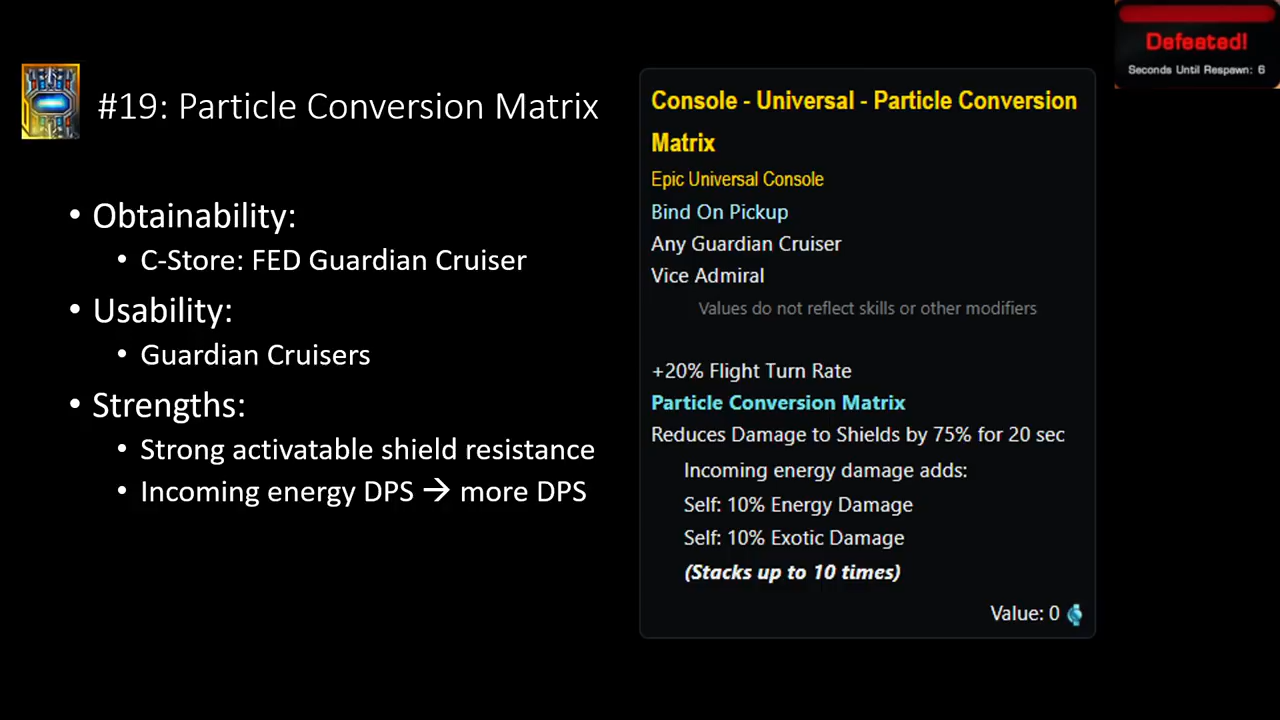 Defeated!
Seconds Until Respawn: 6
#19: Particle Conversion Matrix
• Obtainability:
• C-Store: FED Guardian Cruiser
• Usability:
• Guardian Cruisers
• Strengths:
• Strong activatable shield resistance
• Incoming energy DPS → more DPS
Console - Universal - Particle Conversion
Matrix
Epic Universal Console
Bind On Pickup
Any Guardian Cruiser
Vice Admiral
Values do not reflect skills or other modifiers
+20% Flight Turn Rate
Particle Conversion Matrix
Reduces Damage to Shields by 75% for 20 sec
Incoming energy damage adds:
Self: 10% Energy Damage
Self: 10% Exotic Damage
(Stacks up to 10 times)
Value: 0